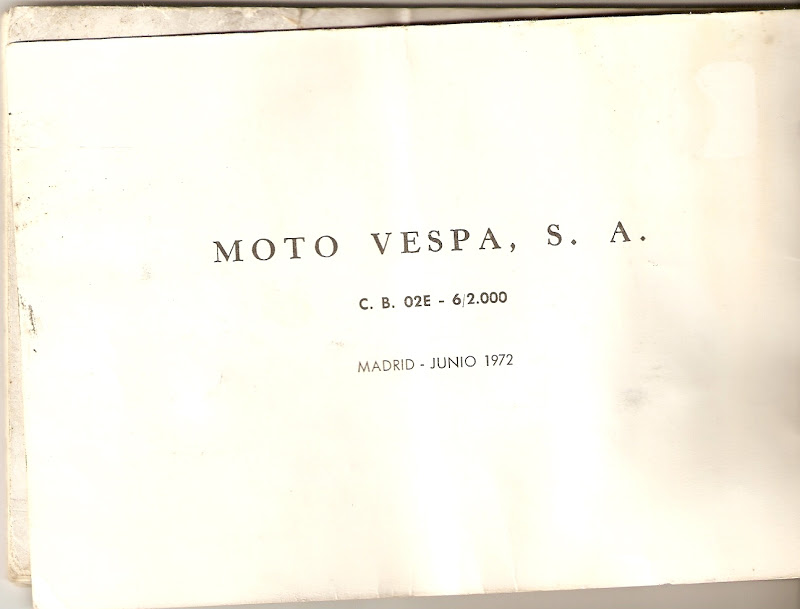 MOTO VESPA, S. A.
C. B. 02E - 6/2.000
MADRID - JUNIO 1972